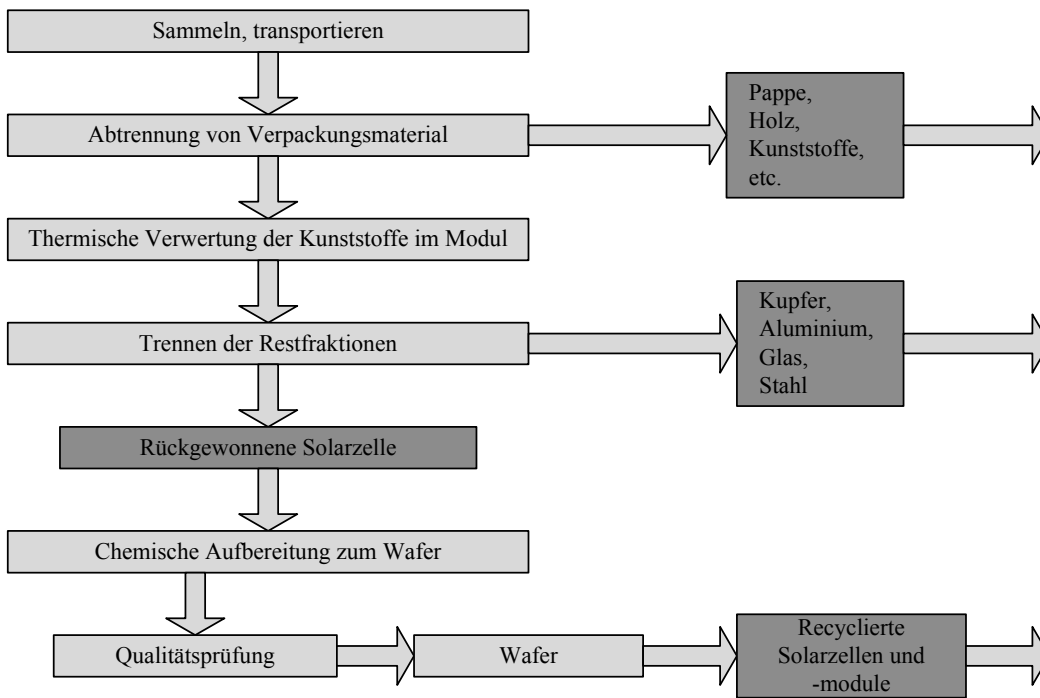 Sammeln, transportieren
Abtrennung von Verpackungsmaterial
Pappe,
Holz,
Kunststoffe,
etc.
Thermische Verwertung der Kunststoffe im Modul
Trennen der Restfraktionen
Kupfer,
Aluminium,
Glas,
Stahl
Rückgewonnene Solarzelle
Chemische Aufbereitung zum Wafer
Qualitätsprüfung
Wafer
Recyclierte
Solarzellen und
-module